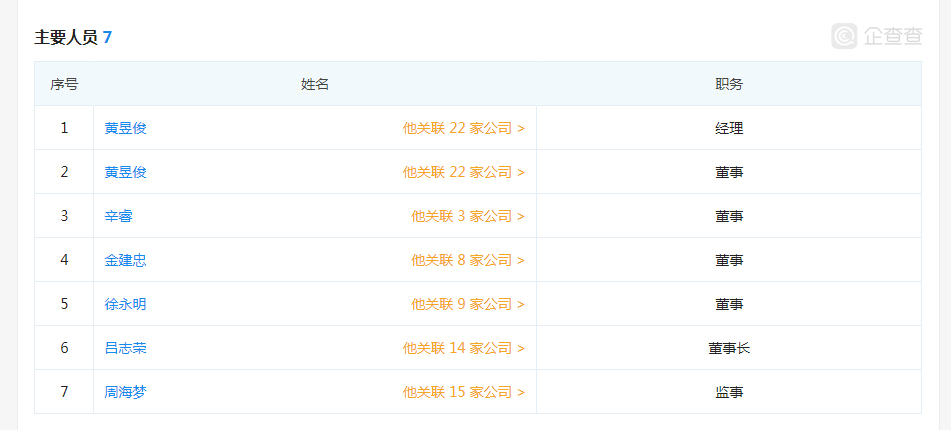 主要人员 7
企查查
序号 姓名 职务
1 黄昱俊 他关联 22 家公司 > 经理
2 黄昱俊 他关联 22 家公司 > 董事
3 辛睿 他关联 3 家公司 > 董事
4 金建忠 他关联 8 家公司 > 董事
5 徐永明 他关联 9 家公司 > 董事
6 吕志荣 他关联 14 家公司 > 董事长
7 周海梦 他关联 15 家公司 > 监事